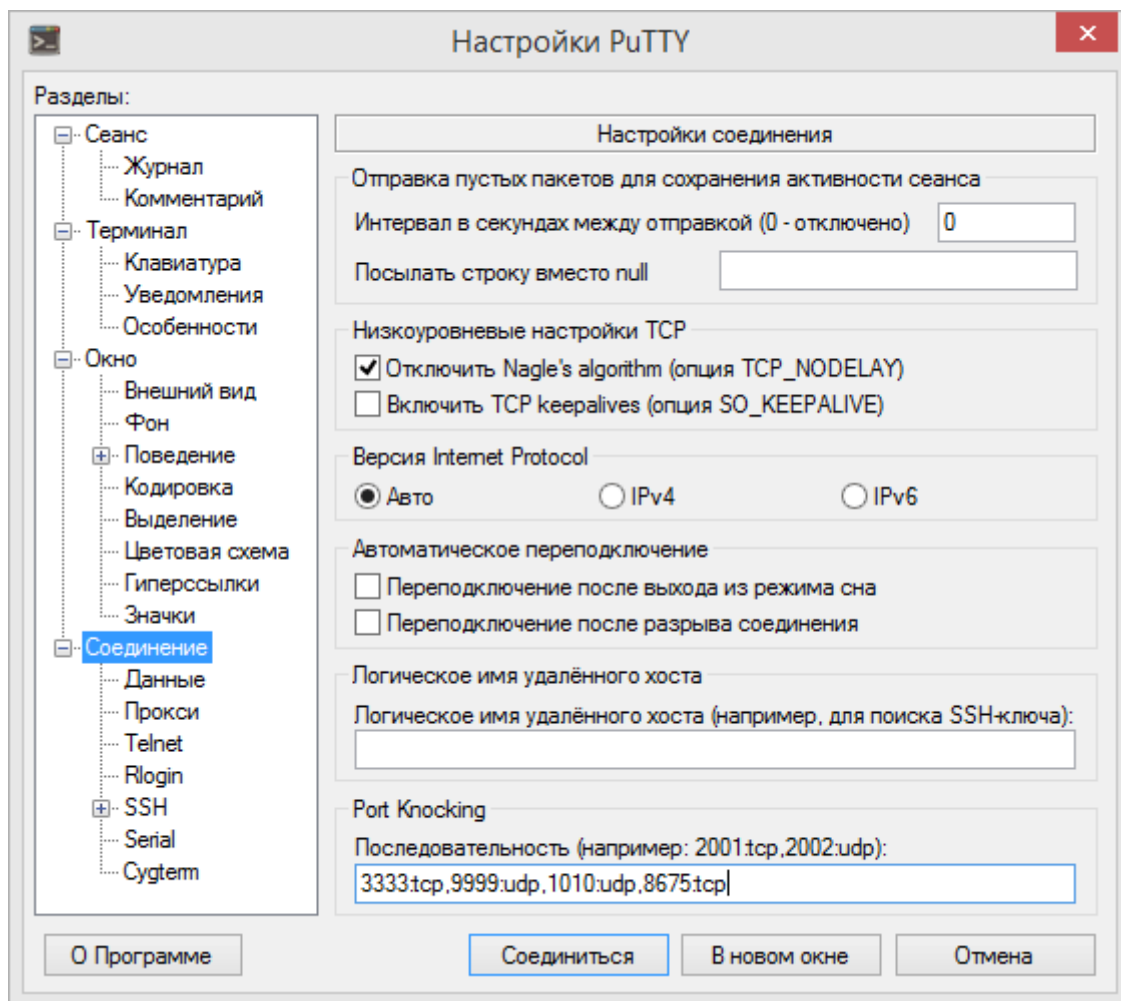 Настройки PuTTY
Разделы:
Сеанс
Журнал
Комментарий
Терминал
Клавиатура
Уведомления
Особенности
Окно
Внешний вид
Фон
Поведение
Кодировка
Выделение
Цветовая схема
Гиперссылки
Значки
Соединение
Данные
Прокси
Telnet
Rlogin
SSH
Serial
Cygterm
Настройки соединения
Отправка пустых пакетов для сохранения активности сеанса
Интервал в секундах между отправкой (0 - отключено) 0
Посылать строку вместо null
Низкоуровневые настройки TCP
Отключить Nagle's algorithm (опция TCP_NODELAY)
Включить TCP keepalives (опция SO_KEEPALIVE)
Версия Internet Protocol
Авто IPv4 IPv6
Автоматическое переподключение
Переподключение после выхода из режима сна
Переподключение после разрыва соединения
Логическое имя удалённого хоста
Логическое имя удалённого хоста (например, для поиска SSH-ключа):
Port Knocking
Последовательность (например: 2001:tcp,2002:udp):
3333:tcp,9999:udp,1010:udp,8675:tcp
О Программе Соединиться В новом окне Отмена